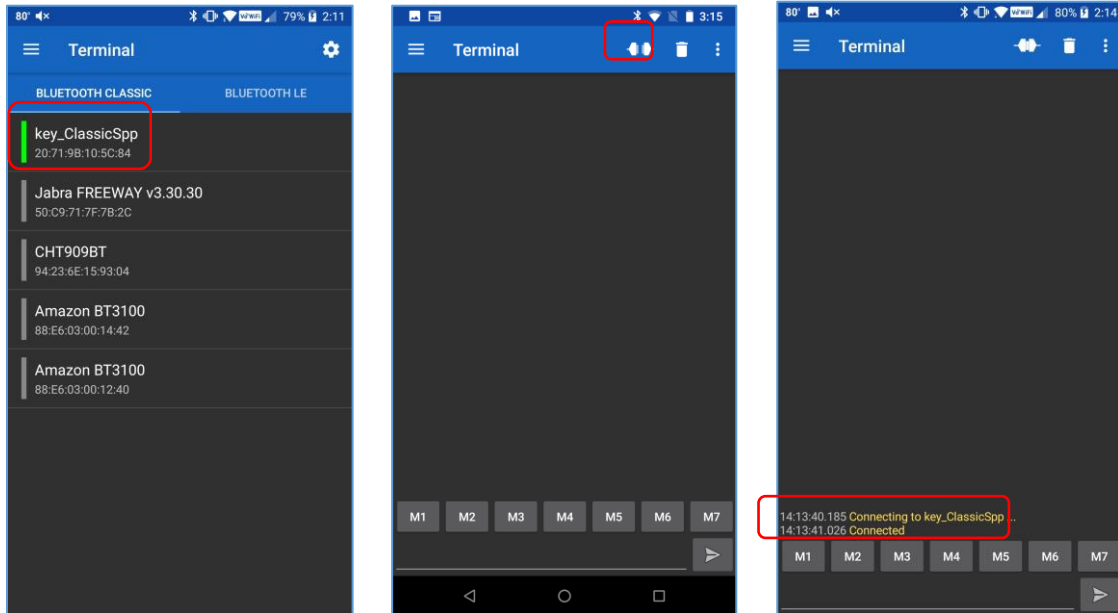 80° 79% 2:11
Terminal
BLUETOOTH CLASSIC BLUETOOTH LE
key_ClassicSpp
20:71:9B:10:5C:84
Jabra FREEWAY v3.30.30
50:C9:71:7F:7B:2C
CHT909BT
94:23:6E:15:93:04
Amazon BT3100
88:E6:03:00:14:42
Amazon BT3100
88:E6:03:00:12:40
3:15
Terminal
M1 M2 M3 M4 M5 M6 M7
80° 80% 2:14
Terminal
14:13:40.185 Connecting to key_ClassicSpp ...
14:13:41.026 Connected
M1 M2 M3 M4 M5 M6 M7